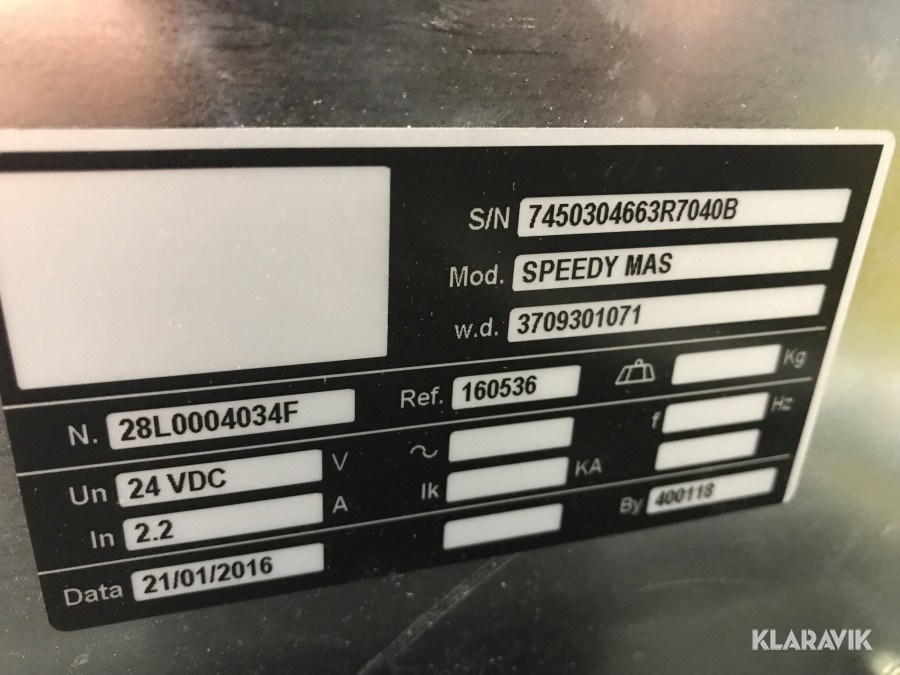 S/N 7450304663R7040B
Mod. SPEEDY MAS
w.d. 3709301071
N. 28L0004034F Ref. 160536 Kg
Un 24 VDC V ~ f Hz
In 2.2 A Ik KA
Data 21/01/2016 By 400118
KLARAVIK